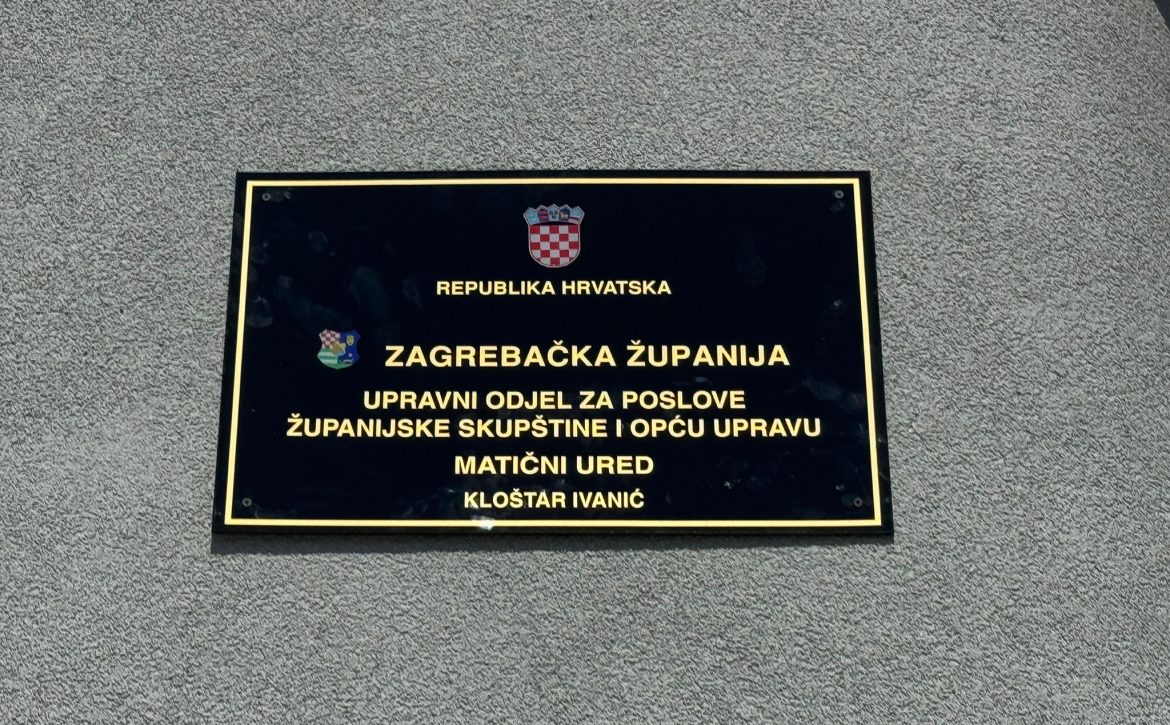 REPUBLIKA HRVATSKA
ZAGREBAČKA ŽUPANIJA
UPRAVNI ODJEL ZA POSLOVE
ŽUPANIJSKE SKUPŠTINE I OPĆU UPRAVU
MATIČNI URED
KLOŠTAR IVANIĆ